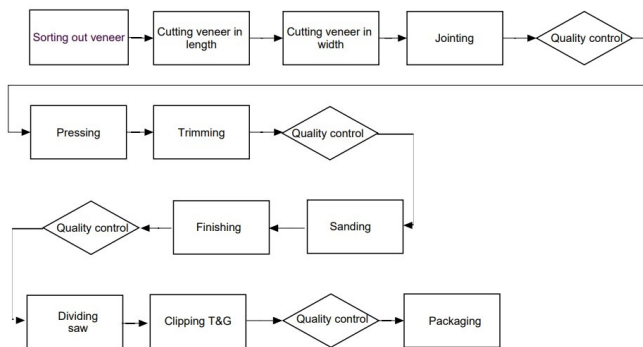 Sorting out veneer
Cutting veneer in
length
Cutting veneer in
width
Jointing
Quality control
Pressing
Trimming
Quality control
Quality control
Finishing
Sanding
Dividing
saw
Clipping T&G
Quality control
Packaging